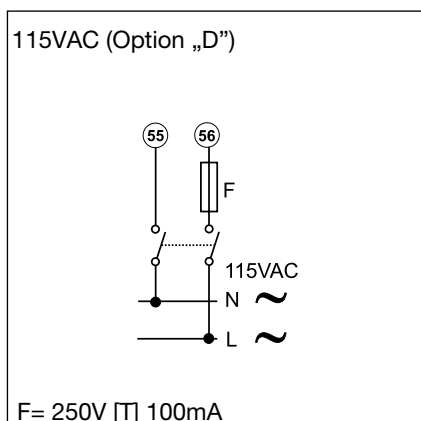 115VAC (Option „D”)
55 56
F
115VAC
N ~
L ~
F= 250V [T] 100mA